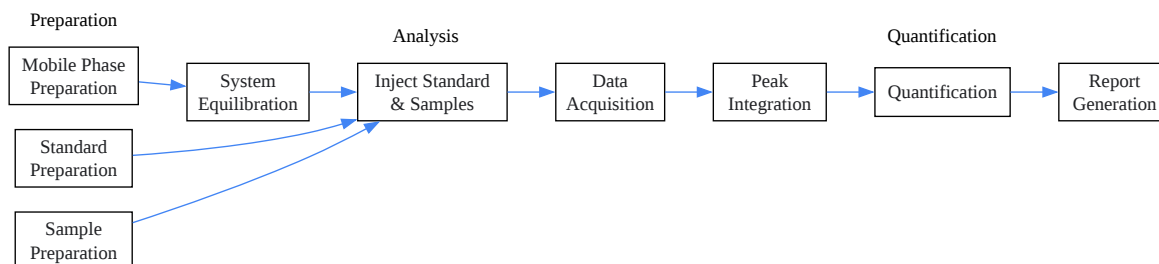 Preparation
Analysis
Quantification
Mobile Phase
Preparation
System
Equilibration
Inject Standard
& Samples
Data
Acquisition
Peak
Integration
Quantification
Report
Generation
Standard
Preparation
Sample
Preparation